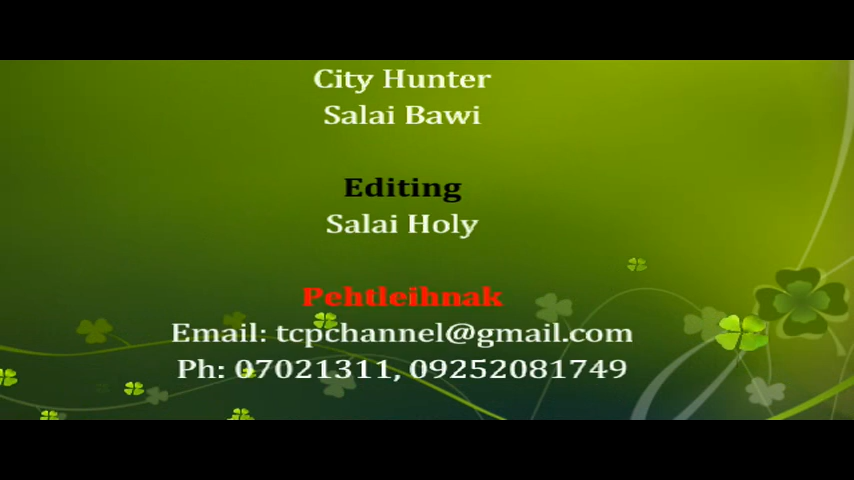 City Hunter
Salai Bawi
Editing
Salai Holy
Pehtleihnak
Email: tcpchannel@gmail.com
Ph: 07021311, 09252081749